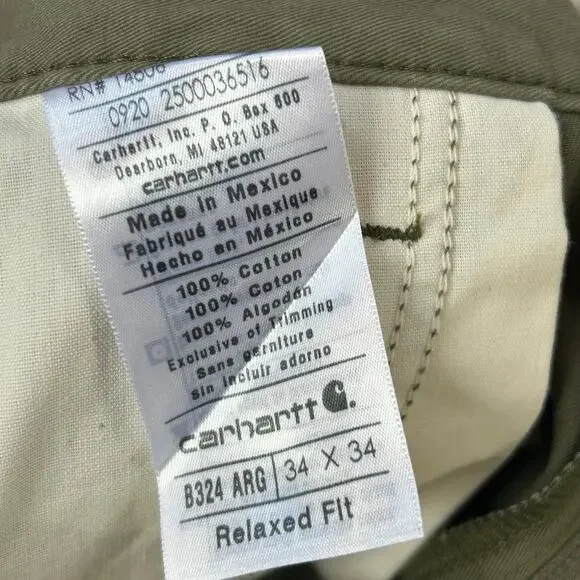 RN# 14806
0920 2500036516
Carhartt, Inc. P. O. Box 600
Dearborn, MI 48121 USA
carhartt.com
Made in Mexico
Fabriqué au Mexique
Hecho en México
100% Cotton
100% Coton
100% Algodón
Exclusive of Trimming
Sans garniture
sin incluir adorno
carhartt
B324 ARG 34 X 34
Relaxed Fit